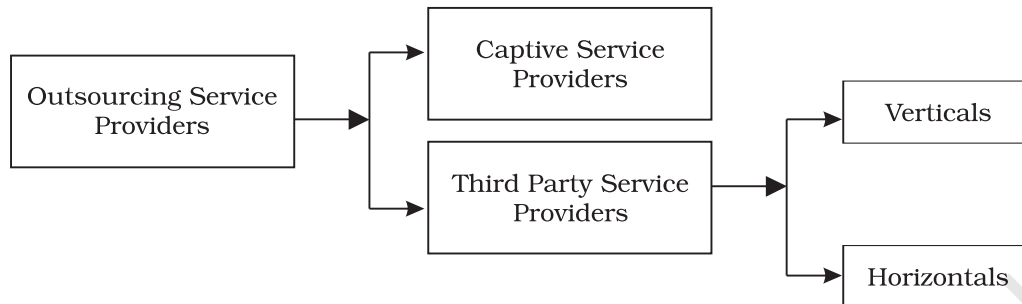 Outsourcing Service
Providers
Captive Service
Providers
Third Party Service
Providers
Verticals
Horizontals